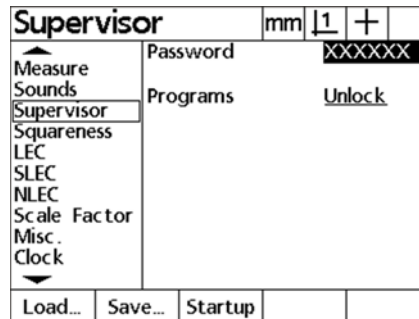 Supervisor mm 1
Password XXXXXX
Programs Unlock
Measure
Sounds
Supervisor
Squareness
LEC
SLEC
NLEC
Scale Factor
Misc.
Clock
Load... Save... Startup